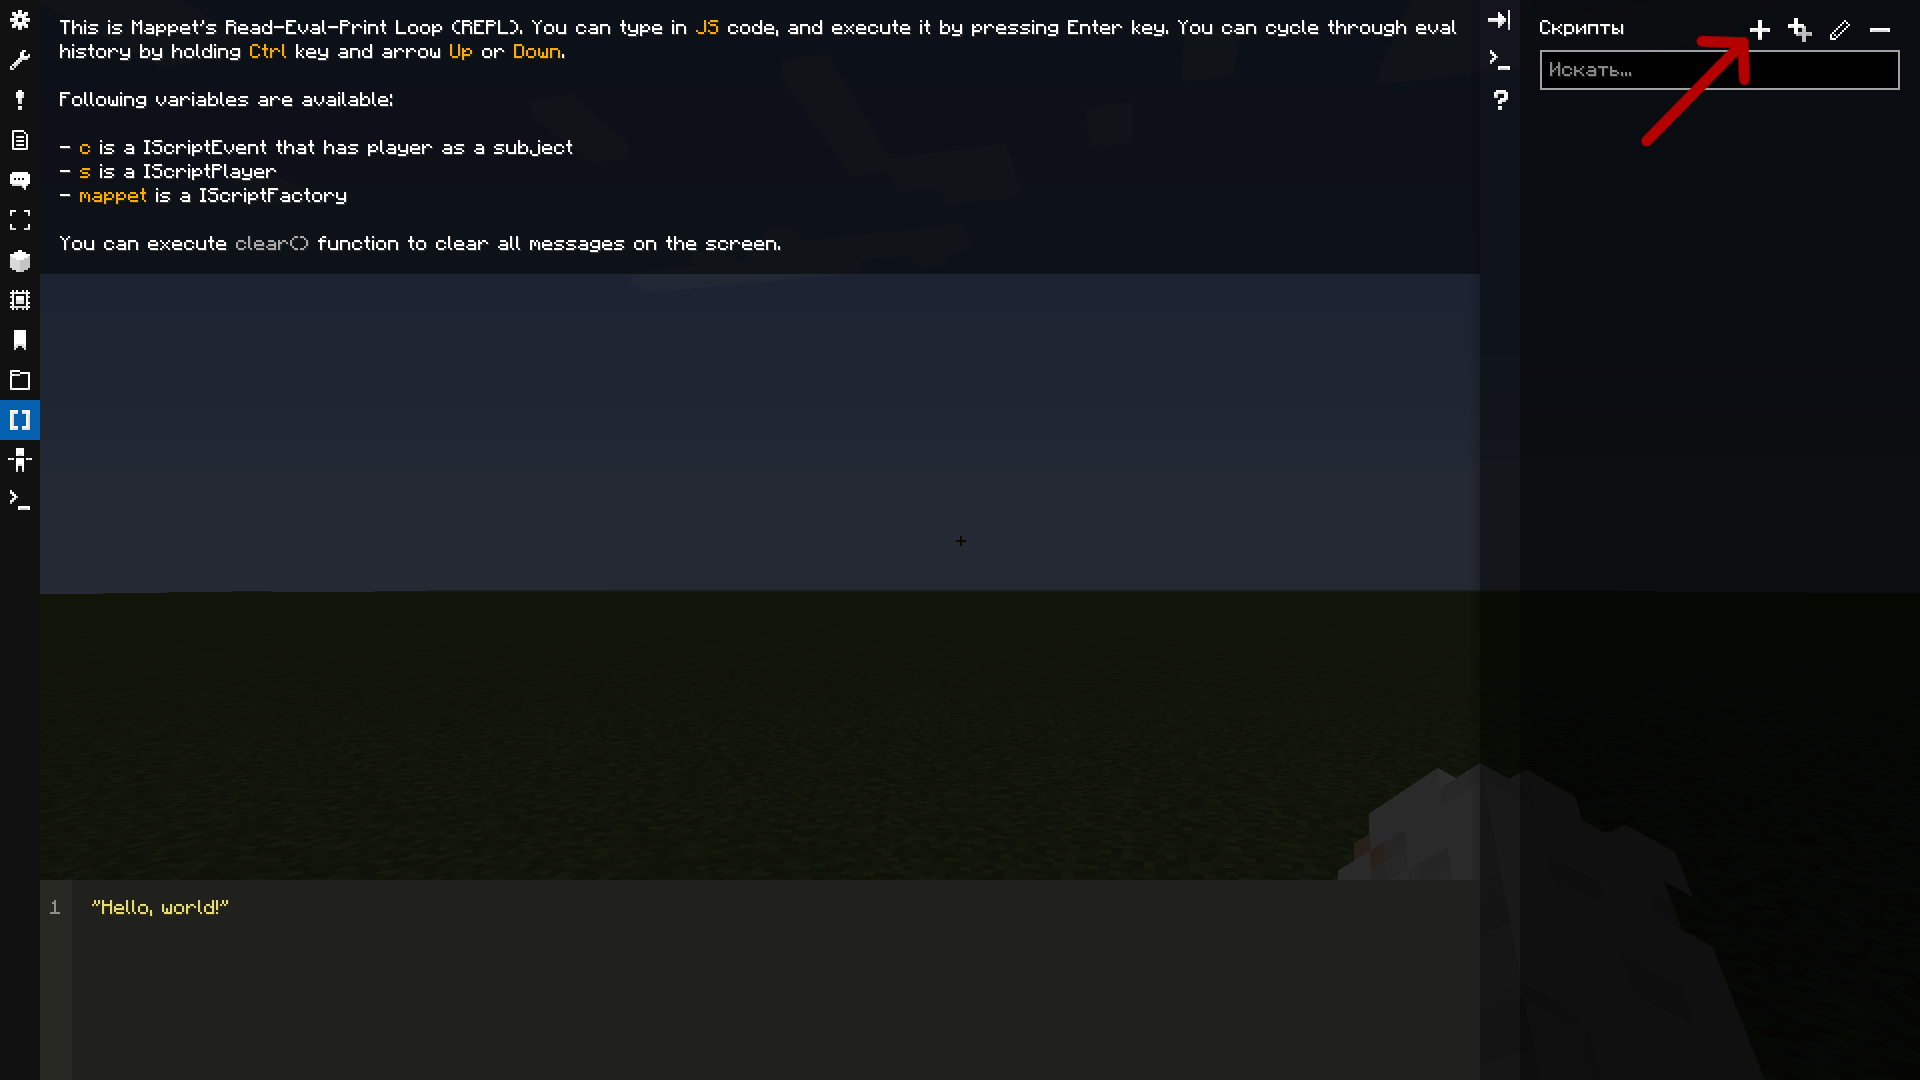 This is Mappet's Read-Eval-Print Loop (REPL). You can type in JS code, and execute it by pressing Enter key. You can cycle through eval
history by holding Ctrl key and arrow Up or Down.
Following variables are available:
- c is a IScriptEvent that has player as a subject
- s is a IScriptPlayer
- mappet is a IScriptFactory
You can execute clear() function to clear all messages on the screen.
Скрипты
Искать...
1 "Hello, world!"